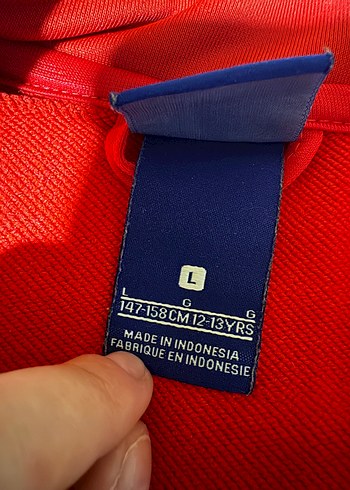 L
L G G
147-158CM 12-13YRS
MADE IN INDONESIA
FABRIQUE EN INDONESIE